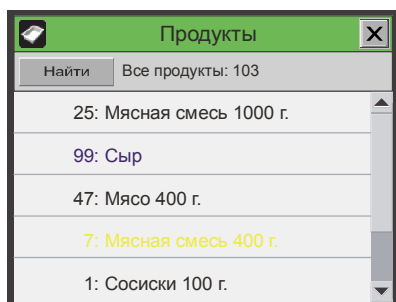 Продукты
Найти Все продукты: 103
25: Мясная смесь 1000 г.
99: Сыр
47: Мясо 400 г.
7: Мясная смесь 400 г.
1: Сосиски 100 г.